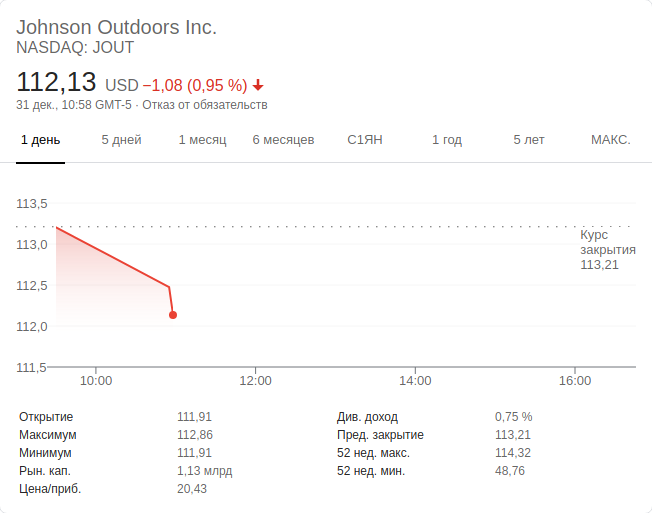 Johnson Outdoors Inc.
NASDAQ: JOUT
112,13 USD −1,08 (0,95 %)
31 дек., 10:58 GMT-5 · Отказ от обязательств
1 день 5 дней 1 месяц 6 месяцев С1ЯН 1 год 5 лет МАКС.
113,5
Курс
закрытия
113,21
113,0
112,5
112,0
111,5
10:00 12:00 14:00 16:00
Открытие 111,91 Див. доход 0,75 %
Максимум 112,86 Пред. закрытие 113,21
Минимум 111,91 52 нед. макс. 114,32
Рын. кап. 1,13 млрд 52 нед. мин. 48,76
Цена/приб. 20,43